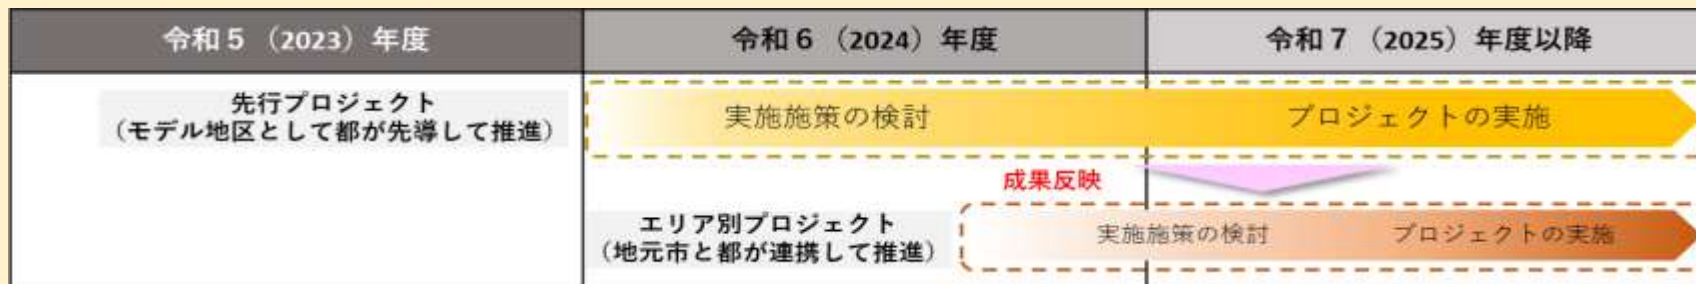 令和５（2023）年度
令和６（2024）年度
令和７（2025）年度以降
先行プロジェクト
（モデル地区として都が先導して推進）
実施施策の検討
プロジェクトの実施
成果反映
エリア別プロジェクト
（地元市と都が連携して推進）
実施施策の検討
プロジェクトの実施